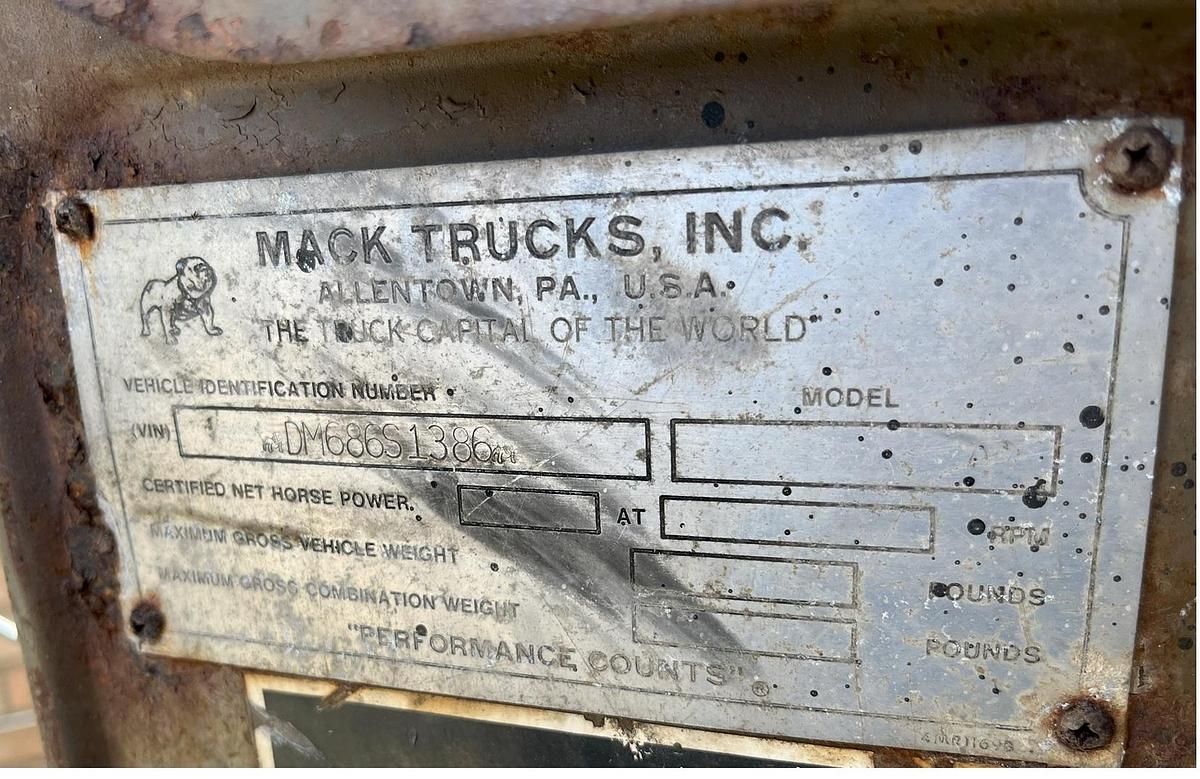 MACK TRUCKS, INC.
ALLENTOWN, PA., U.S.A.
"THE TRUCK CAPITAL OF THE WORLD"
VEHICLE IDENTIFICATION NUMBER
MODEL
(VIN) DM686S1386
CERTIFIED NET HORSE POWER. AT RPM
MAXIMUM GROSS VEHICLE WEIGHT POUNDS
MAXIMUM GROSS COMBINATION WEIGHT POUNDS
"PERFORMANCE COUNTS" ®